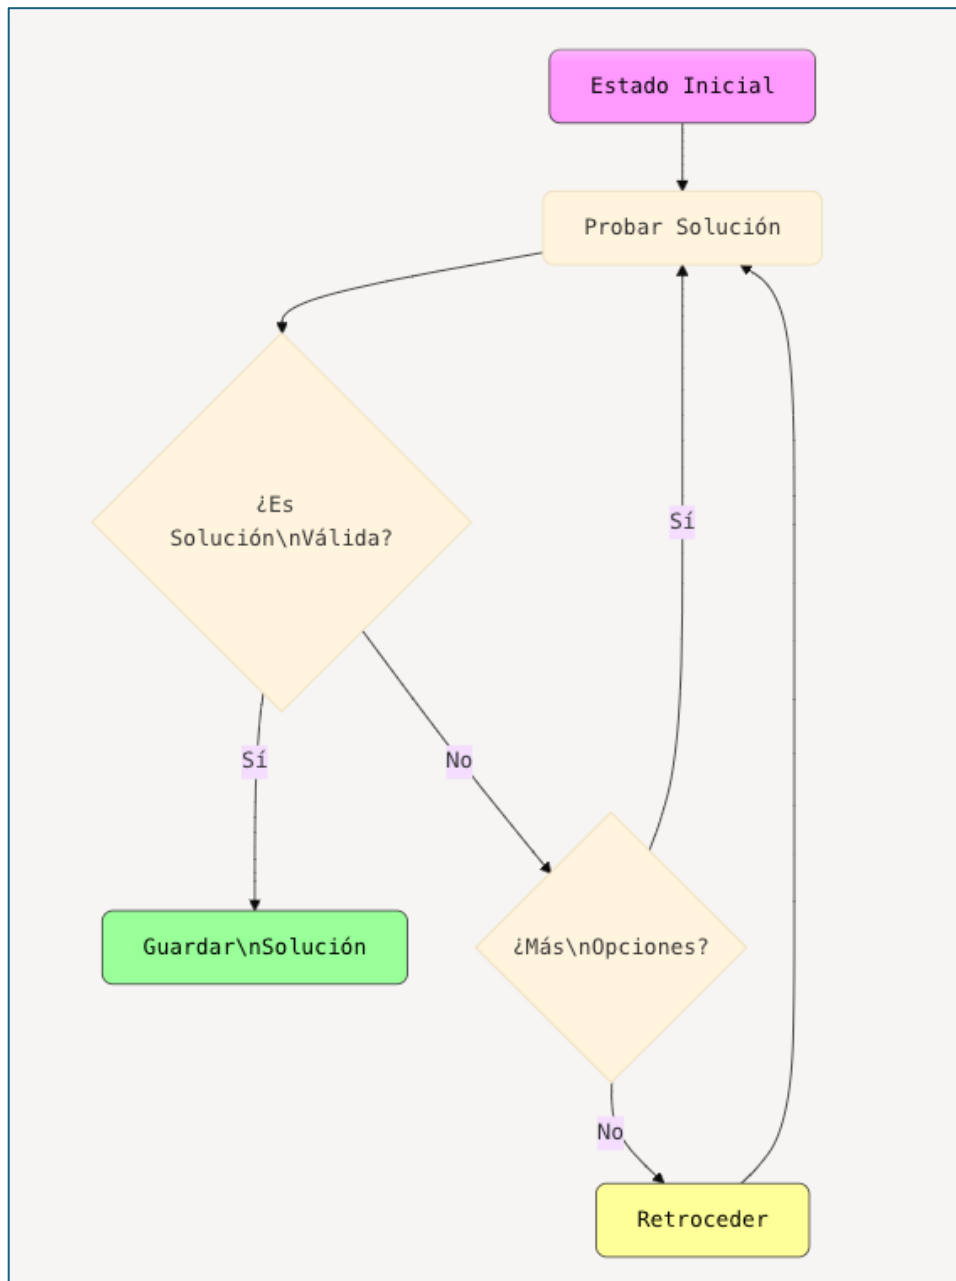 Estado Inicial
Probar Solución
¿Es
Solución\nVálida?
Sí
Sí
No
Guardar\nSolución
¿Más\nOpciones?
No
Retroceder